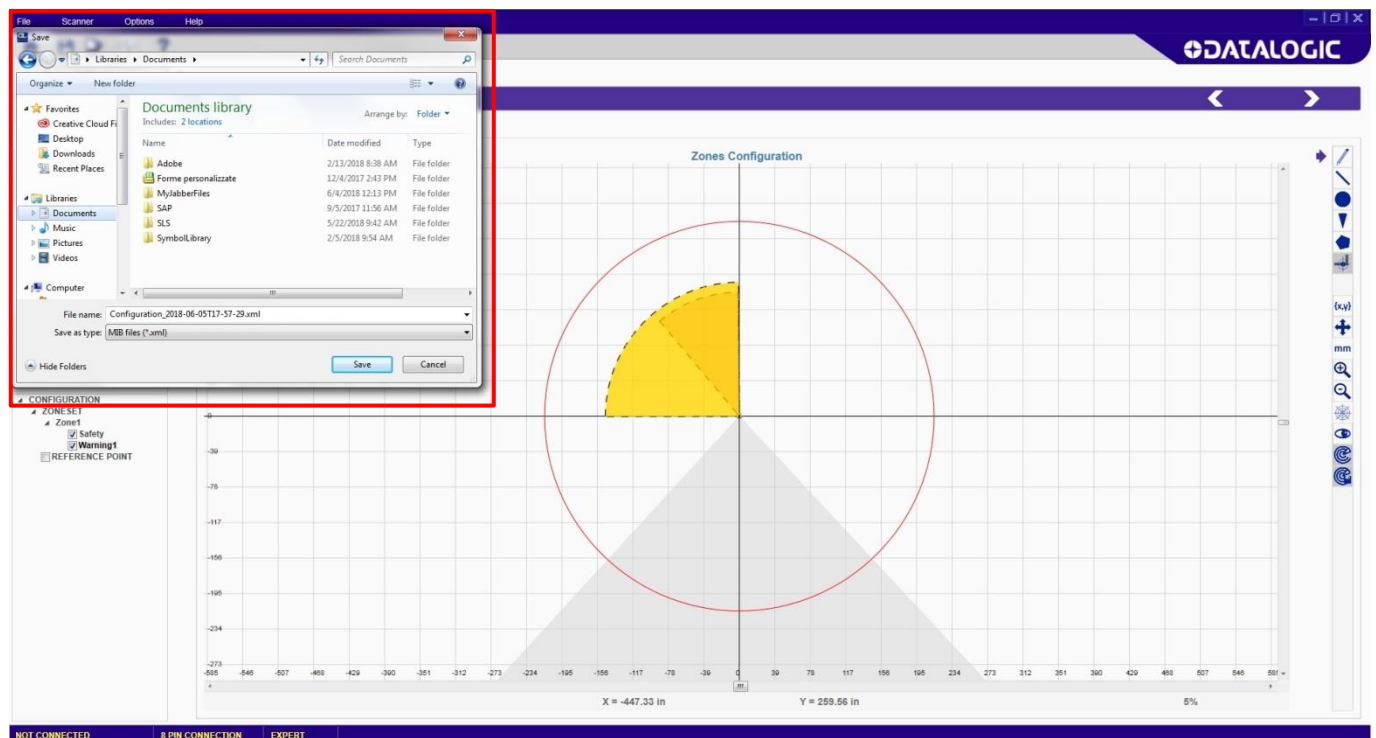 File Scanner Options Help
Save
Libraries Documents
Search Documents
Organize New folder
Favorites
Creative Cloud Fi
Desktop
Downloads
Recent Places
Libraries
Documents
Music
Pictures
Videos
Computer
Documents library
Includes: 2 locations
Arrange by: Folder
Name Date modified Type
Adobe 2/13/2018 8:38 AM File folder
Forme personalizzate 12/4/2017 2:43 PM File folder
MyJabberFiles 6/4/2018 12:13 PM File folder
SAP 9/5/2017 11:56 AM File folder
SLS 5/22/2018 9:42 AM File folder
SymbolLibrary 2/5/2018 9:54 AM File folder
File name: Configuration_2018-06-05T17-57-29.xml
Save as type: MIB files (*.xml)
Hide Folders Save Cancel
DATALOGIC
Zones Configuration
{x,y}
mm
CONFIGURATION
ZONESET
Zone1
Safety
Warning1
REFERENCE POINT
-39
-78
-117
-156
-195
-234
-273
-585 -546 -507 -468 -429 -390 -351 -312 -273 -234 -195 -156 -117 -78 -39 0 39 78 117 156 195 234 273 312 351 390 429 468 507 546
X = -447.33 in Y = 259.56 in 5%
NOT CONNECTED 8 PIN CONNECTION EXPERT